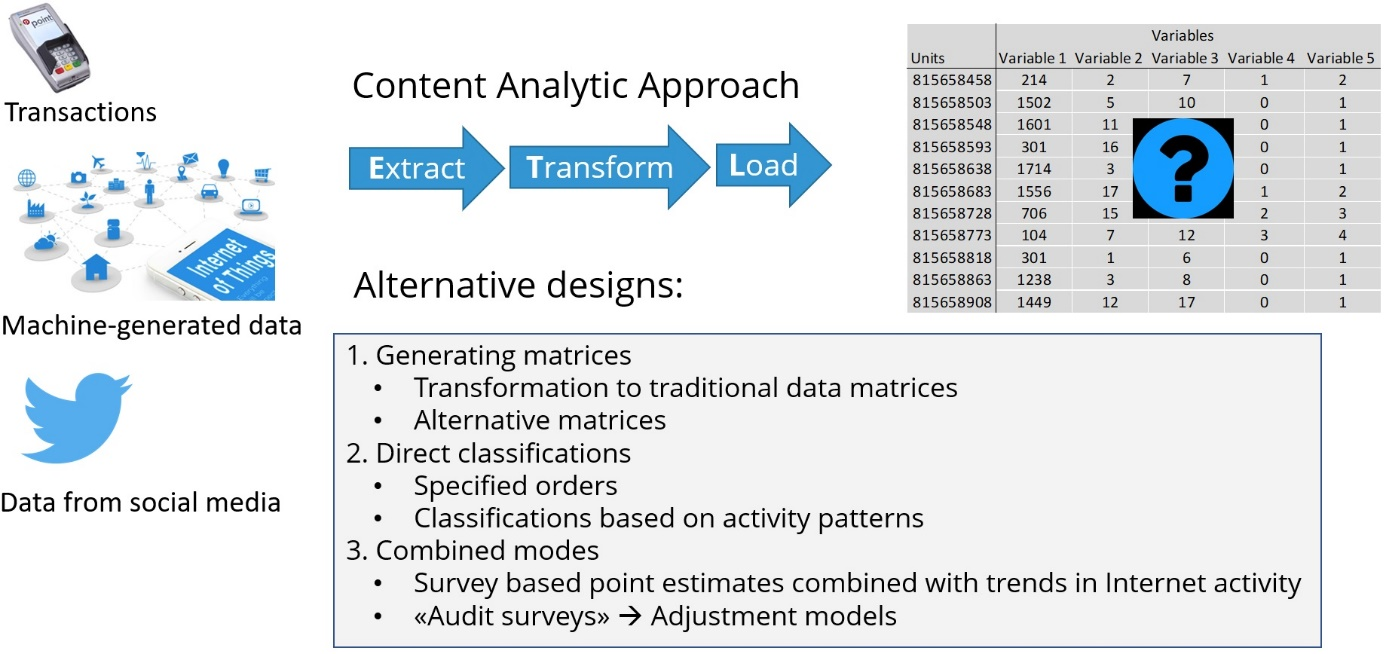 point
Transactions
Internet
of Things
Machine-generated data
Data from social media
Content Analytic Approach
Extract Transform Load
Alternative designs:
1. Generating matrices
• Transformation to traditional data matrices
• Alternative matrices
2. Direct classifications
• Specified orders
• Classifications based on activity patterns
3. Combined modes
• Survey based point estimates combined with trends in Internet activity
• «Audit surveys» → Adjustment models
Variables
Units Variable 1 Variable 2 Variable 3 Variable 4 Variable 5
815658458 214 2 7 1 2
815658503 1502 5 10 0 1
815658548 1601 11 0 1
815658593 301 16 0 1
815658638 1714 3 0 1
815658683 1556 17 1 2
815658728 706 15 2 3
815658773 104 7 12 3 4
815658818 301 1 6 0 1
815658863 1238 3 8 0 1
815658908 1449 12 17 0 1
?